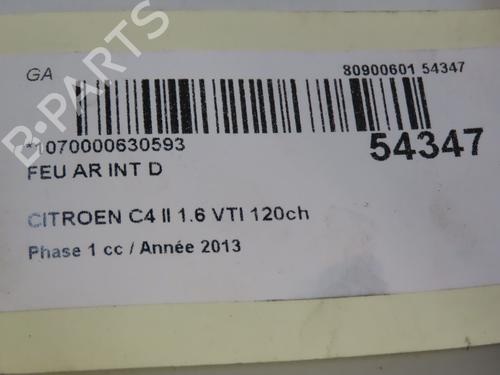 GA
80900601 54347
*1070000630593
54347
FEU AR INT D
CITROEN C4 II 1.6 VTI 120ch
Phase 1 cc / Année 2013
B-PARTS